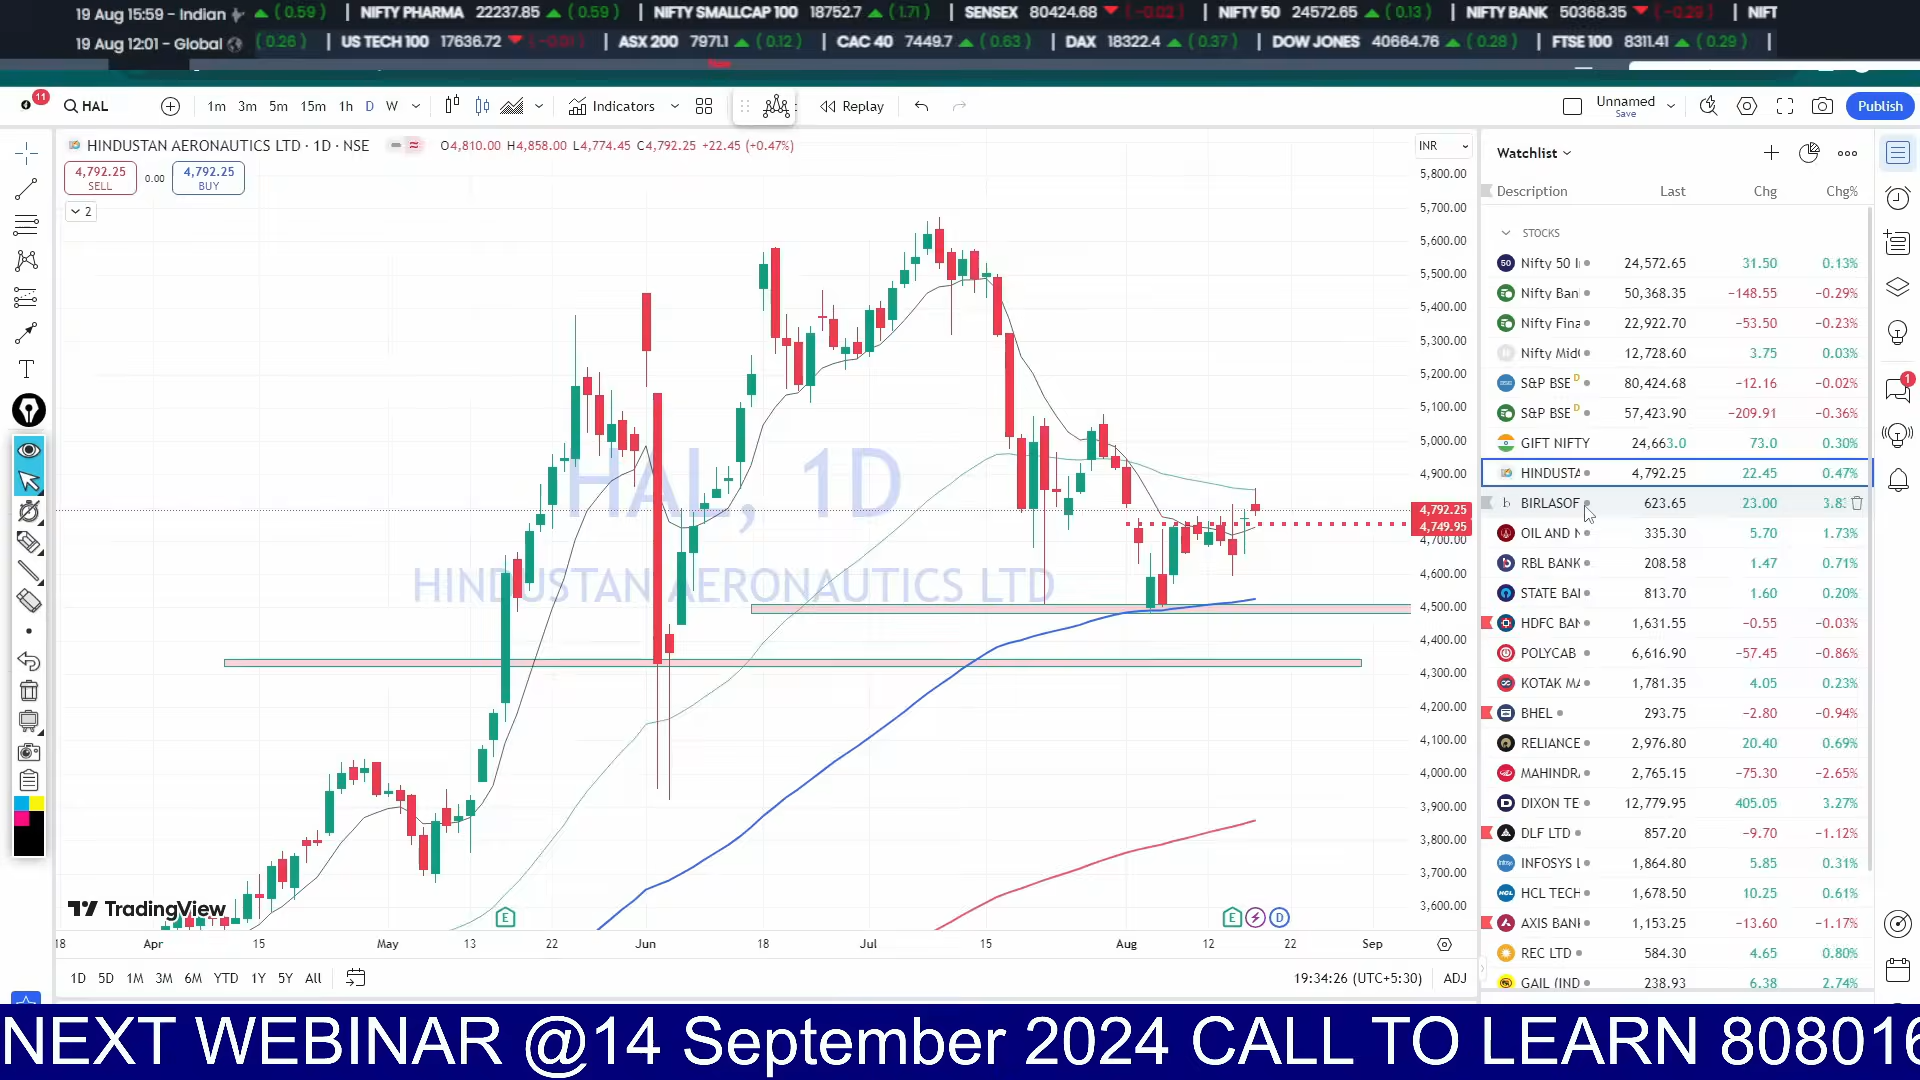 19 Aug 15:59 - Indian ( 0.59 ) | NIFTY PHARMA 22237.85 ( 0.59 ) | NIFTY SMALLCAP 100 18752.7 ( 1.71 ) | SENSEX 80424.68 ( -0.02 ) | NIFTY 50 24572.65 ( 0.13 ) | NIFTY BANK 50368.35 ( -0.29 ) | NIFT
19 Aug 12:01 - Global ( 0.26 ) | US TECH 100 17636.72 ( -0.01 ) | ASX 200 7971.1 ( 0.12 ) | CAC 40 7449.7 ( 0.63 ) | DAX 18322.4 ( 0.37 ) | DOW JONES 40664.76 ( 0.28 ) | FTSE 100 8311.41 ( 0.29 ) |
11 HAL 1m 3m 5m 15m 1h D W Indicators Replay Unnamed Save Publish
HINDUSTAN AERONAUTICS LTD · 1D · NSE O4,810.00 H4,858.00 L4,774.45 C4,792.25 +22.45 (+0.47%) INR
4,792.25 SELL 0.00 4,792.25 BUY
2
HAL, 1D
HINDUSTAN AERONAUTICS LTD
5,800.00
5,700.00
5,600.00
5,500.00
5,400.00
5,300.00
5,200.00
5,100.00
5,000.00
4,900.00
4,792.25
4,749.95
4,700.00
4,600.00
4,500.00
4,400.00
4,300.00
4,200.00
4,100.00
4,000.00
3,900.00
3,800.00
3,700.00
3,600.00
TradingView
E E D
18 Apr 15 May 13 22 Jun 18 Jul 15 Aug 12 22 Sep
1D 5D 1M 3M 6M YTD 1Y 5Y All 19:34:26 (UTC+5:30) ADJ
Watchlist
Description Last Chg Chg%
STOCKS
50 Nifty 50 I 24,572.65 31.50 0.13%
Nifty Ban 50,368.35 −148.55 −0.29%
Nifty Fina 22,922.70 −53.50 −0.23%
Nifty Mid 12,728.60 3.75 0.03%
S&P BSE D 80,424.68 −12.16 −0.02%
S&P BSE D 57,423.90 −209.91 −0.36%
GIFT NIFTY 24,663.0 73.0 0.30%
HINDUSTA 4,792.25 22.45 0.47%
b BIRLASOF 623.65 23.00 3.83
OIL AND N 335.30 5.70 1.73%
RBL BANK 208.58 1.47 0.71%
STATE BAI 813.70 1.60 0.20%
HDFC BAN 1,631.55 −0.55 −0.03%
POLYCAB 6,616.90 −57.45 −0.86%
KOTAK MA 1,781.35 4.05 0.23%
BHEL 293.75 −2.80 −0.94%
RELIANCE 2,976.80 20.40 0.69%
MAHINDR 2,765.15 −75.30 −2.65%
DIXON TE 12,779.95 405.05 3.27%
DLF LTD 857.20 −9.70 −1.12%
INFOSYS L 1,864.80 5.85 0.31%
HCL TECH 1,678.50 10.25 0.61%
AXIS BANK 1,153.25 −13.60 −1.17%
REC LTD 584.30 4.65 0.80%
GAIL (IND 238.93 6.38 2.74%
1
NEXT WEBINAR @14 September 2024 CALL TO LEARN 808016